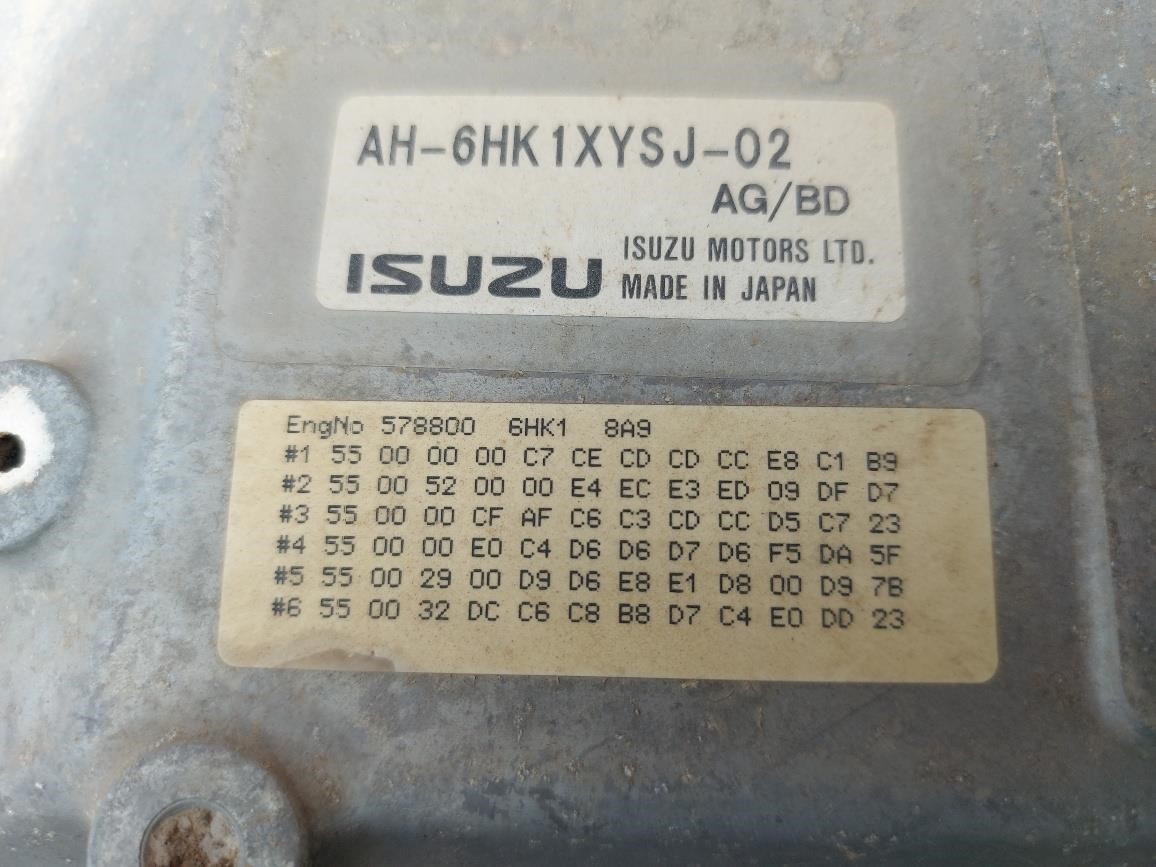 AH-6HK1XYSJ-02
AG/BD
ISUZU
ISUZU MOTORS LTD.
MADE IN JAPAN
EngNo 578800 6HK1 8A9
#1 55 00 00 00 C7 CE CD CD CC E8 C1 B9
#2 55 00 52 00 00 E4 EC E3 ED 09 DF D7
#3 55 00 00 CF AF C6 C3 CD CC D5 C7 23
#4 55 00 00 E0 C4 D6 D6 D7 D6 F5 DA 5F
#5 55 00 29 00 D9 D6 E8 E1 D8 00 D9 7B
#6 55 00 32 DC C6 C8 B8 D7 C4 E0 DD 23